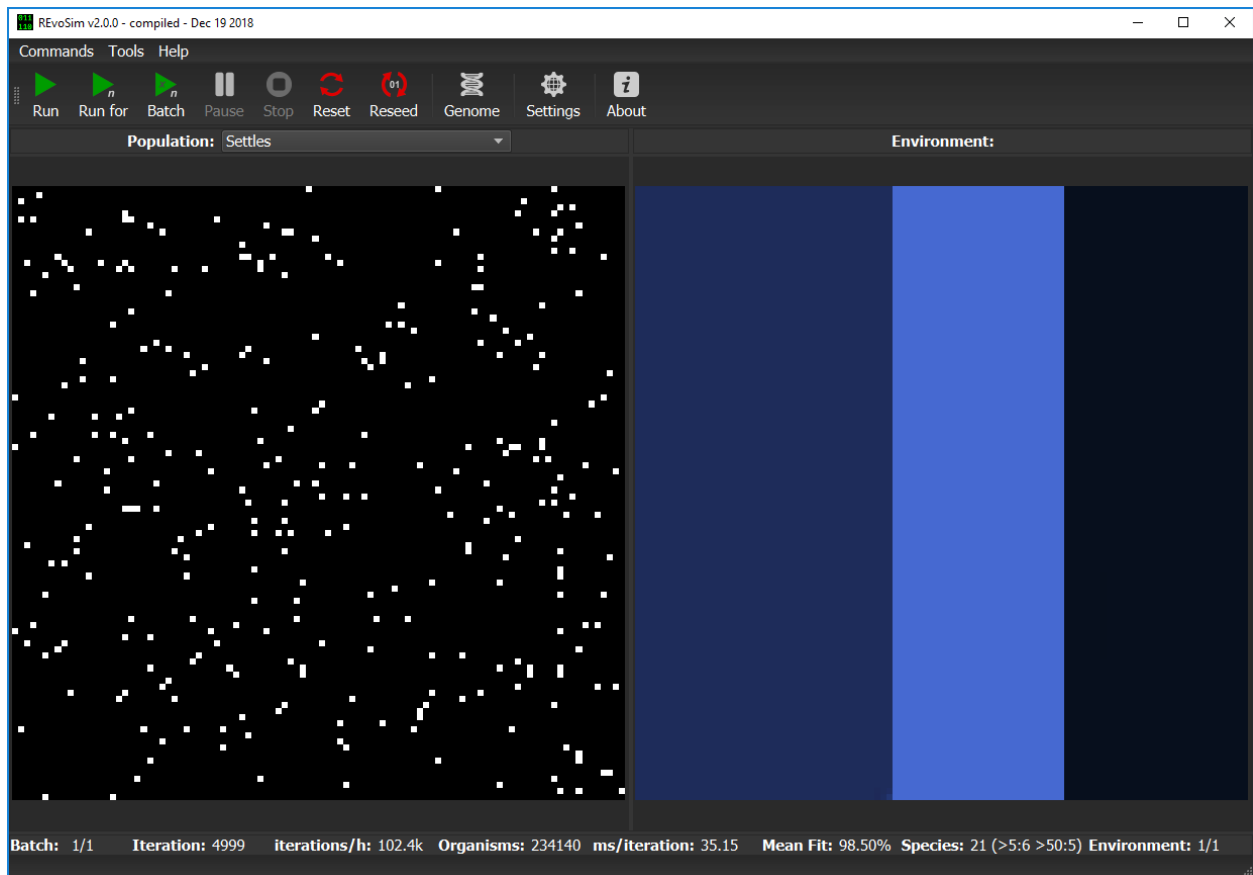 REvoSim v2.0.0 - compiled - Dec 19 2018
Commands Tools Help
Run Run for Batch Pause Stop Reset Reseed Genome Settings About
Population: Settles Environment:
Batch: 1/1 Iteration: 4999 iterations/h: 102.4k Organisms: 234140 ms/iteration: 35.15 Mean Fit: 98.50% Species: 21 (>5:6 >50:5) Environment: 1/1